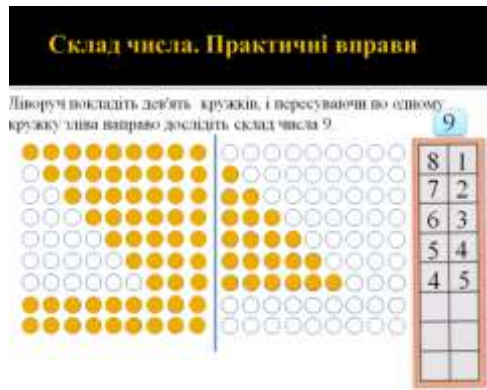 Склад числа. Практичні вправи
Ліворуч покладіть дев'ять кружків, і пересуваючи по одному
кружку зліва направо дослідіть склад числа 9.
9
8 1
7 2
6 3
5 4
4 5